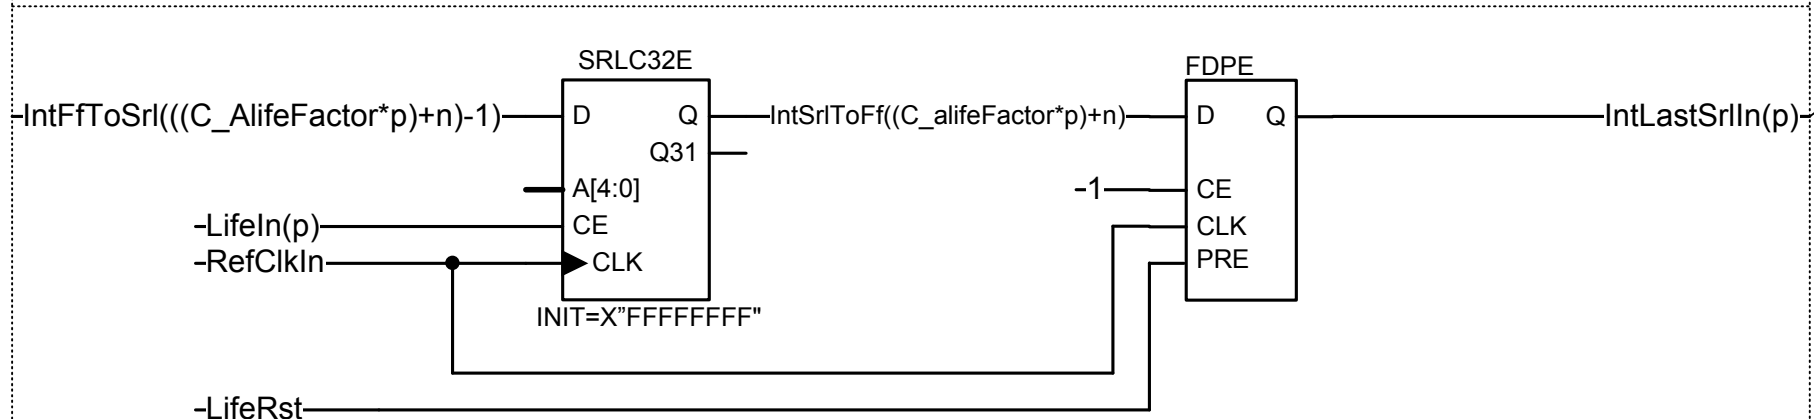 SRLC32E
FDPE
IntFfToSrl(((C_AlifeFactor*p)+n)-1)
D
Q
IntSrlToFf((C_alifeFactor*p)+n)
D
Q
IntLastSrlIn(p)
Q31
A[4:0]
-1
CE
LifeIn(p)
CE
CLK
RefClkIn
CLK
PRE
INIT=X”FFFFFFFF"
LifeRst